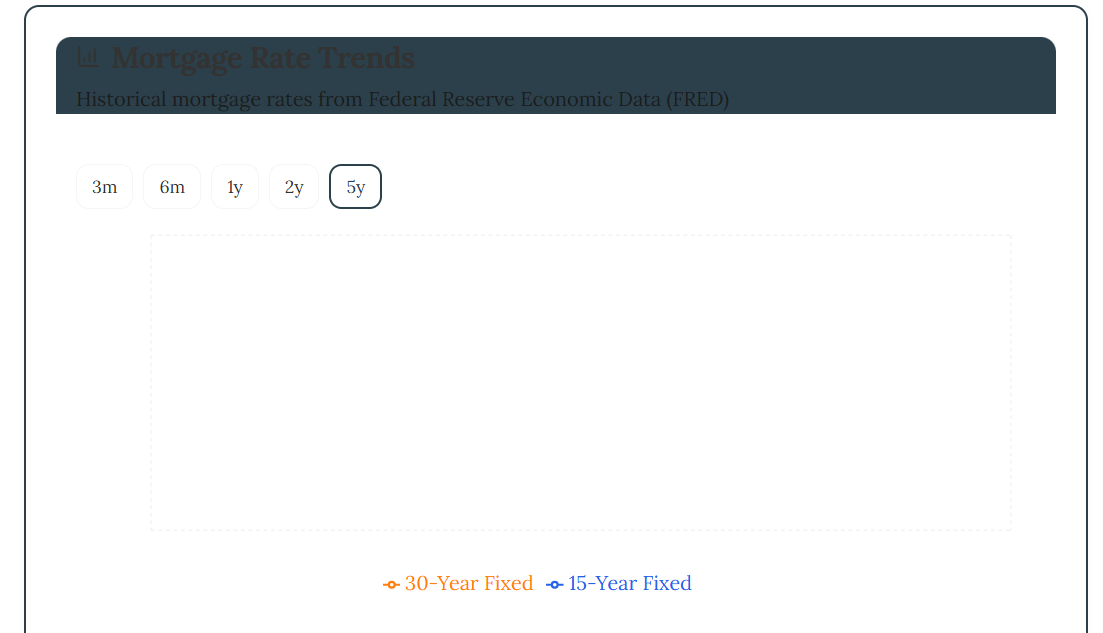 Mortgage Rate Trends
Historical mortgage rates from Federal Reserve Economic Data (FRED)
3m 6m 1y 2y 5y
30-Year Fixed 15-Year Fixed